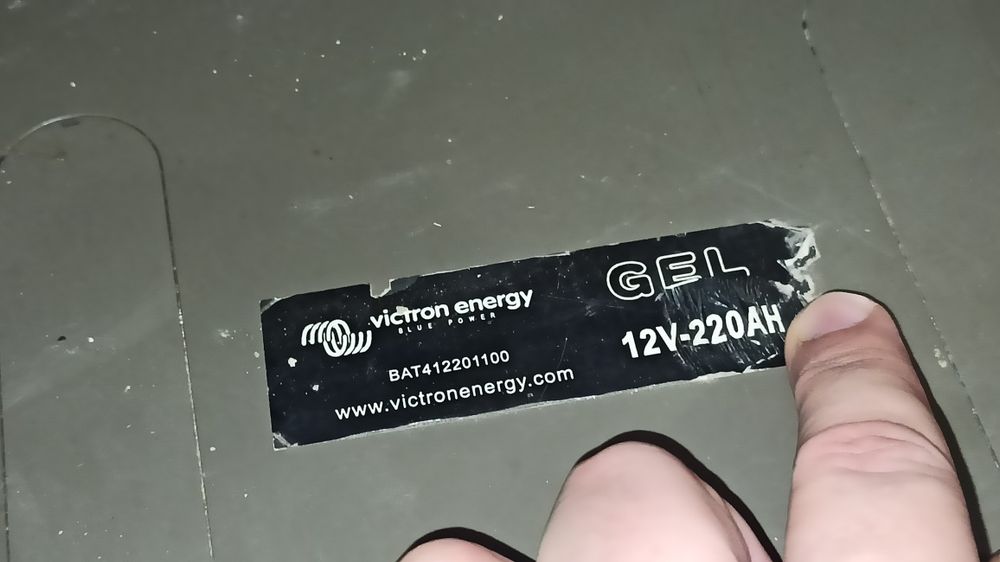 victron energy
BLUE POWER
BAT412201100
www.victronenergy.com
GEL
12V-220AH